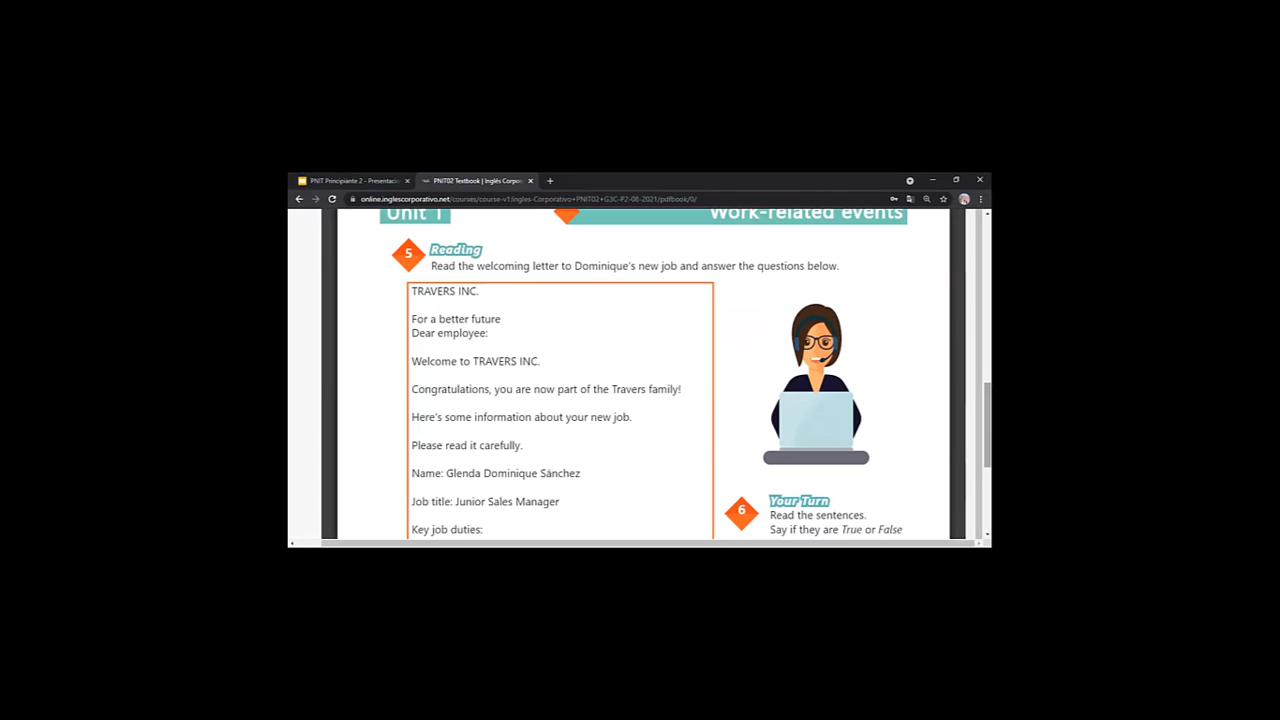 PNIT Principiante 2 - Presentacio
PNIT02 Textbook | Inglés Corpo
online.inglescorporativo.net/courses/course-v1:Ingles-Corporativo+PNIT02+G3C-P2-08-2021/pdfbook/0/
Unit 1
Work-related events
5
Reading
Read the welcoming letter to Dominique's new job and answer the questions below.
TRAVERS INC.
For a better future
Dear employee:
Welcome to TRAVERS INC.
Congratulations, you are now part of the Travers family!
Here's some information about your new job.
Please read it carefully.
Name: Glenda Dominique Sánchez
Job title: Junior Sales Manager
Key job duties:
6
Your Turn
Read the sentences.
Say if they are True or False